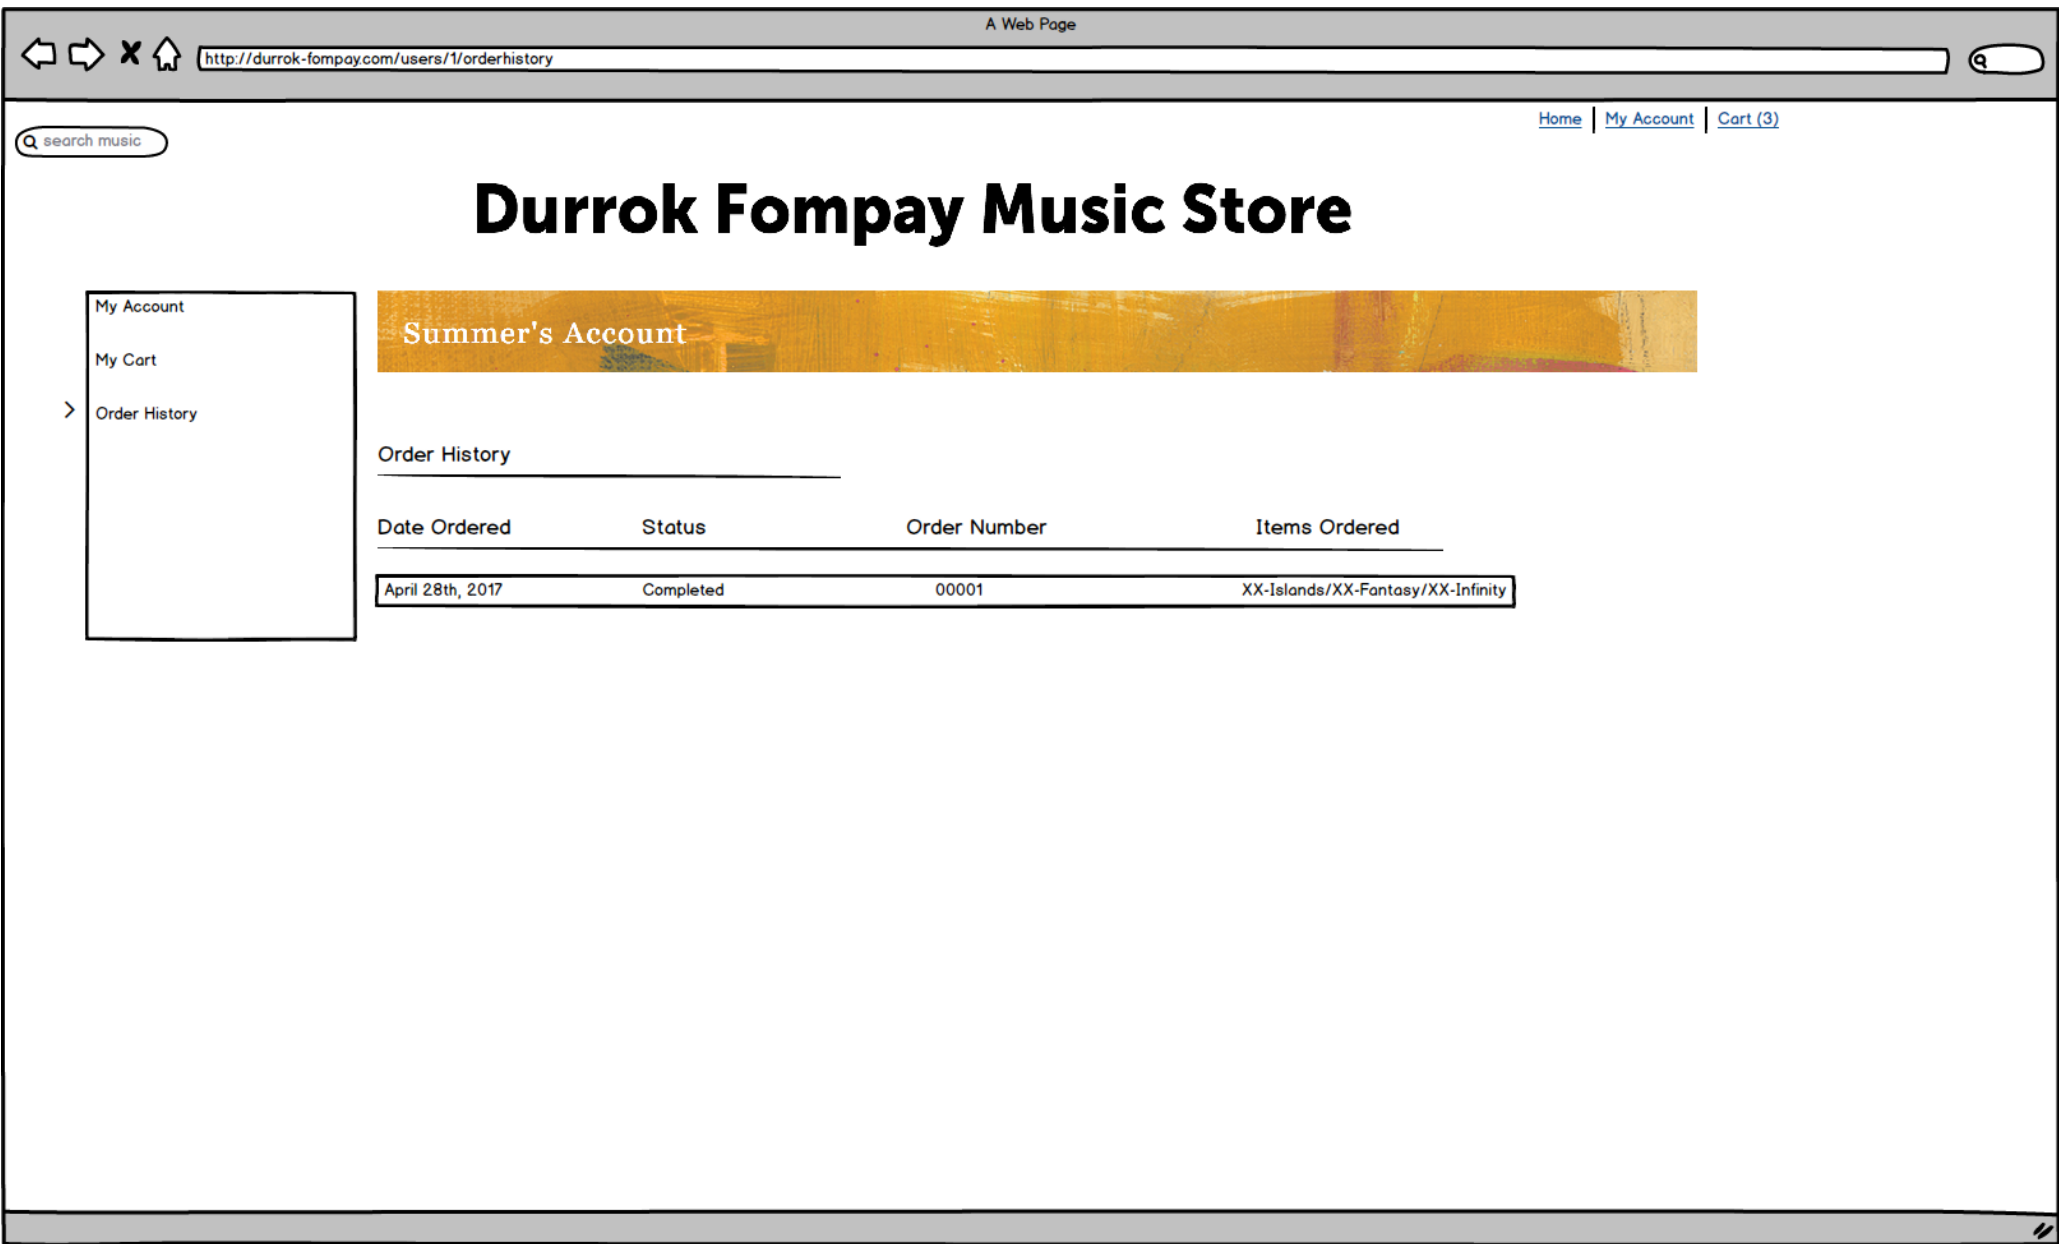 A Web Page
http://durrok-fompay.com/users/1/orderhistory
Home My Account Cart (3)
search music
Durrok Fompay Music Store
My Account
My Cart
Order History
Summer's Account
Order History
Date Ordered Status Order Number Items Ordered
April 28th, 2017 Completed 00001 XX-Islands/XX-Fantasy/XX-Infinity